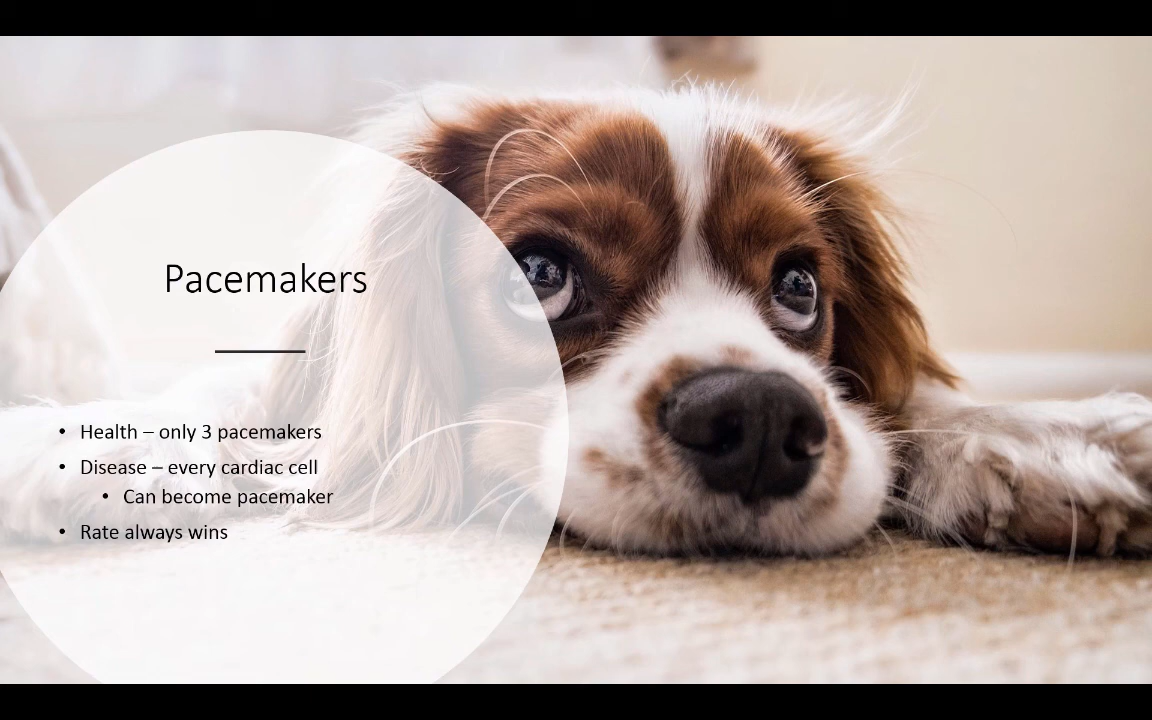 Pacemakers
• Health – only 3 pacemakers
• Disease – every cardiac cell
• Can become pacemaker
• Rate always wins